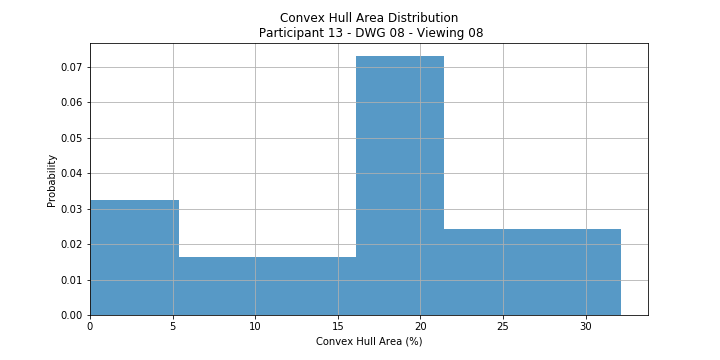 Convex Hull Area Distribution
Participant 13 - DWG 08 - Viewing 08
0.07
0.06
0.05
0.04
0.03
0.02
0.01
0.00
Probability
0 5 10 15 20 25 30
Convex Hull Area (%)